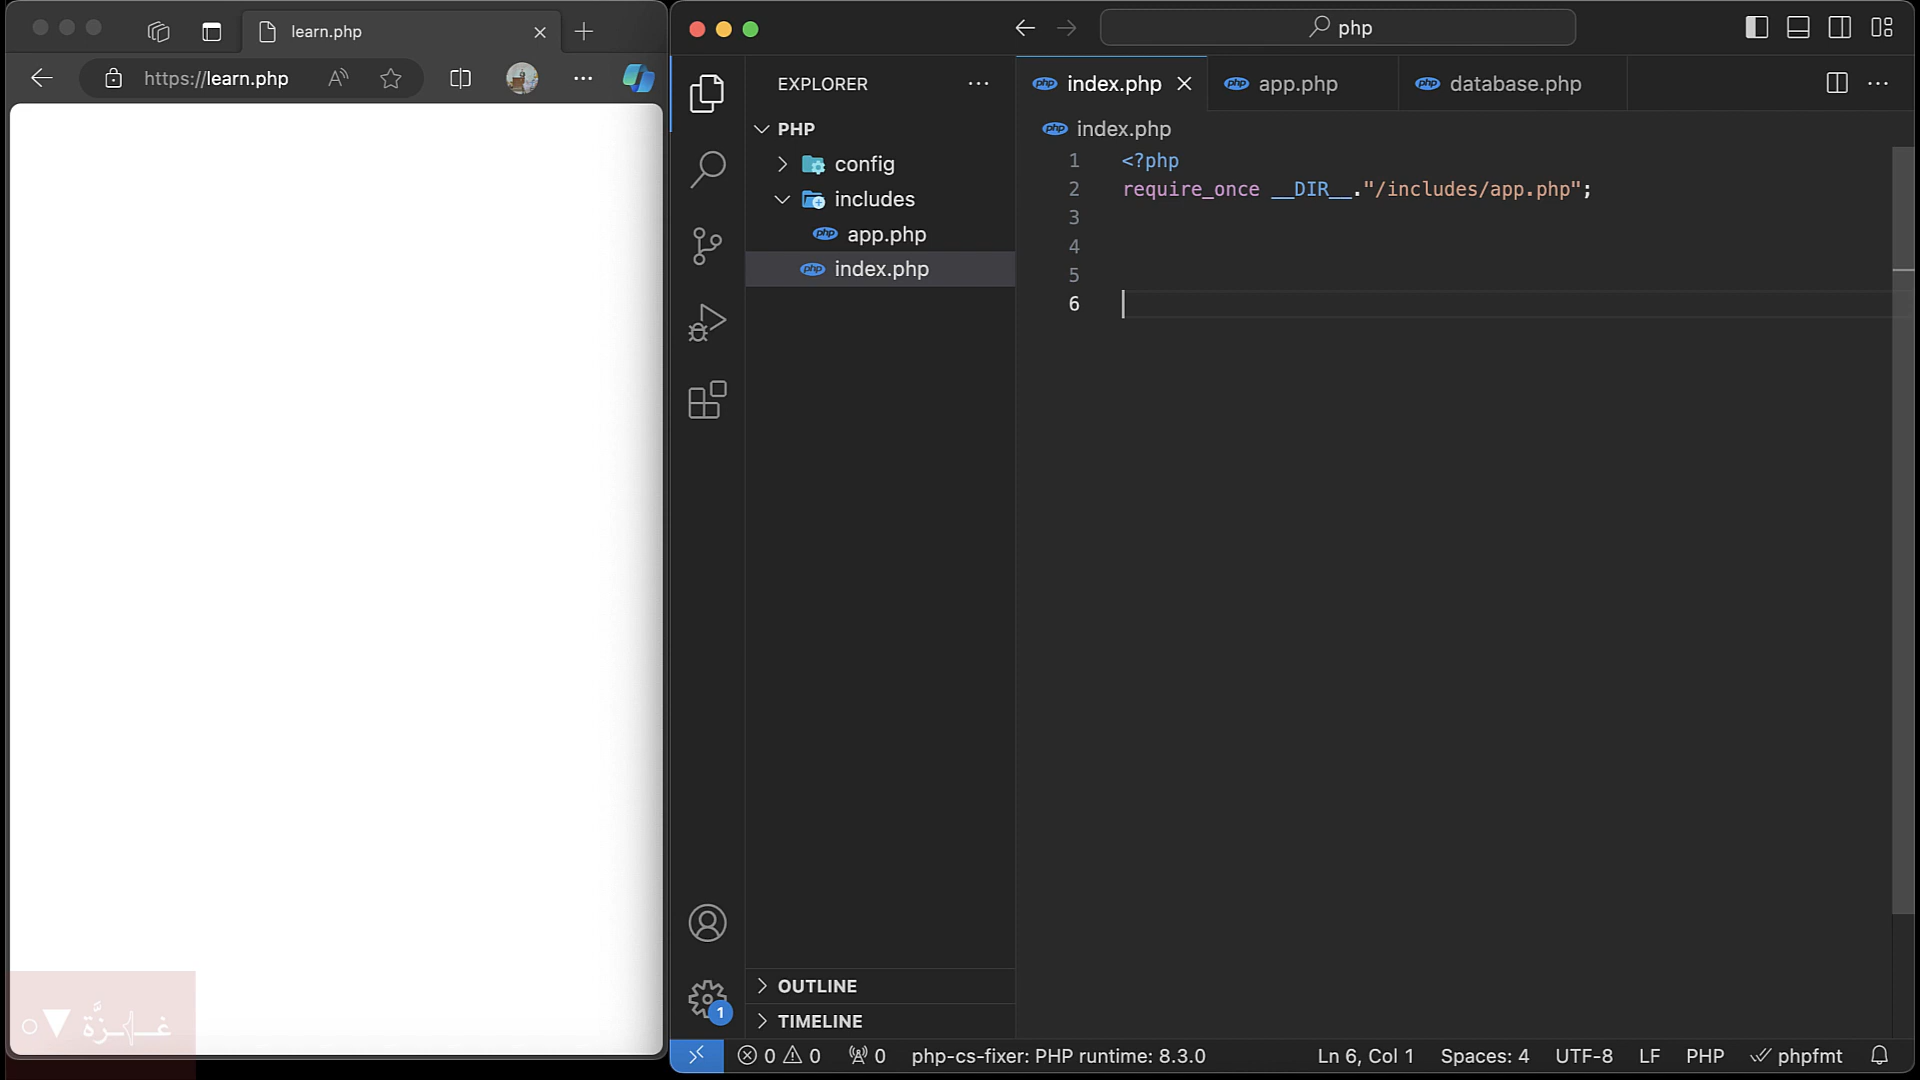 learn.php
https://learn.php
php
EXPLORER
PHP
config
includes
app.php
index.php
OUTLINE
TIMELINE
index.php
app.php
database.php
index.php
1 <?php
2 require_once __DIR__."/includes/app.php";
3
4
5
6
1
0 0 0 php-cs-fixer: PHP runtime: 8.3.0 Ln 6, Col 1 Spaces: 4 UTF-8 LF PHP phpfmt
غزَّة